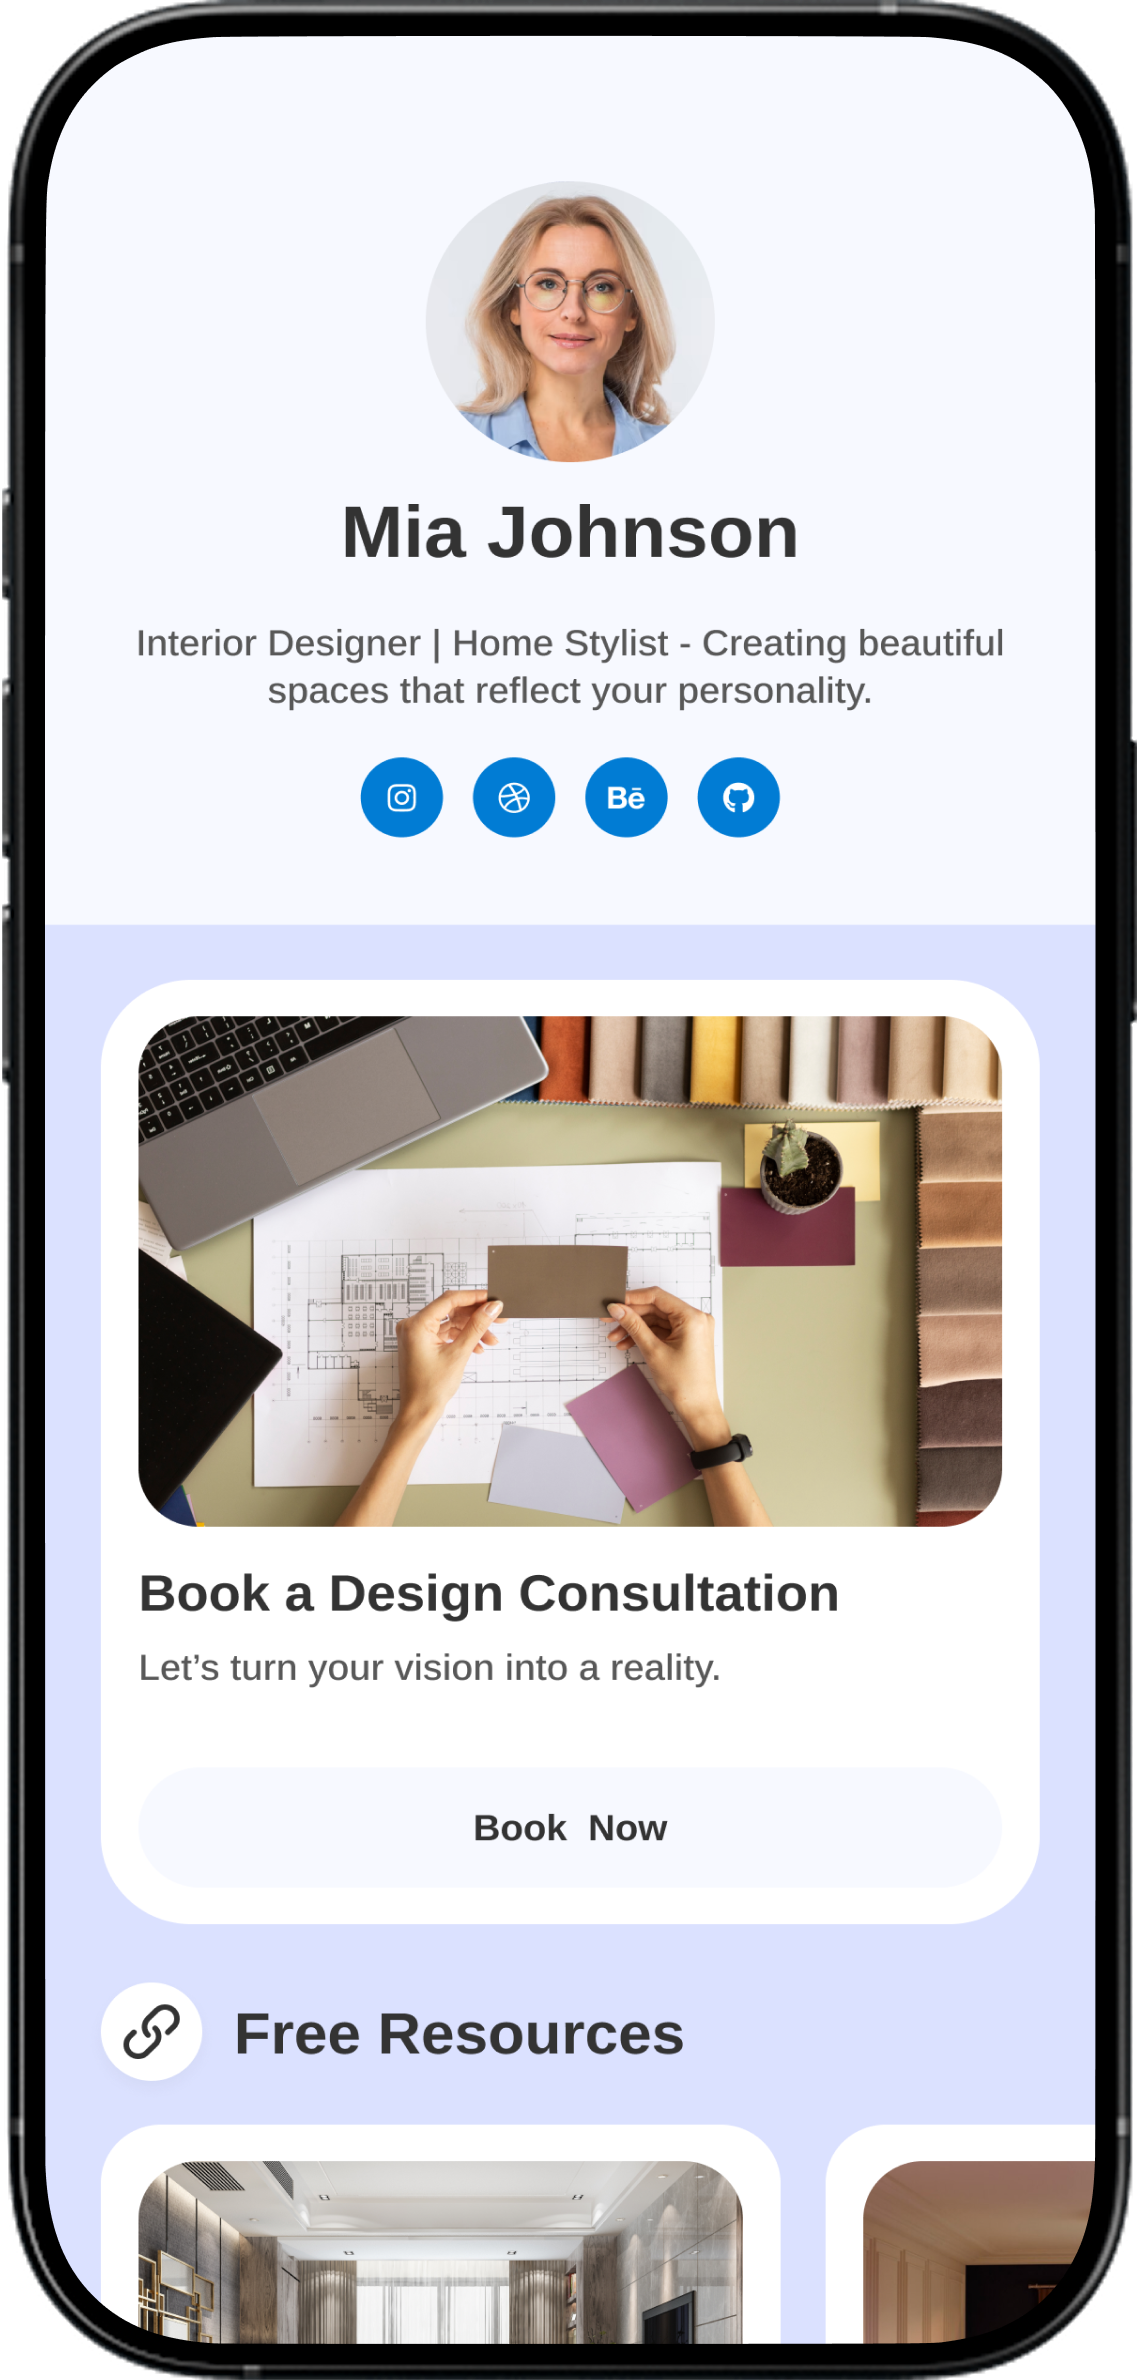 Mia Johnson
Interior Designer | Home Stylist - Creating beautiful
spaces that reflect your personality.
Bē
Book a Design Consultation
Let’s turn your vision into a reality.
Book Now
Free Resources